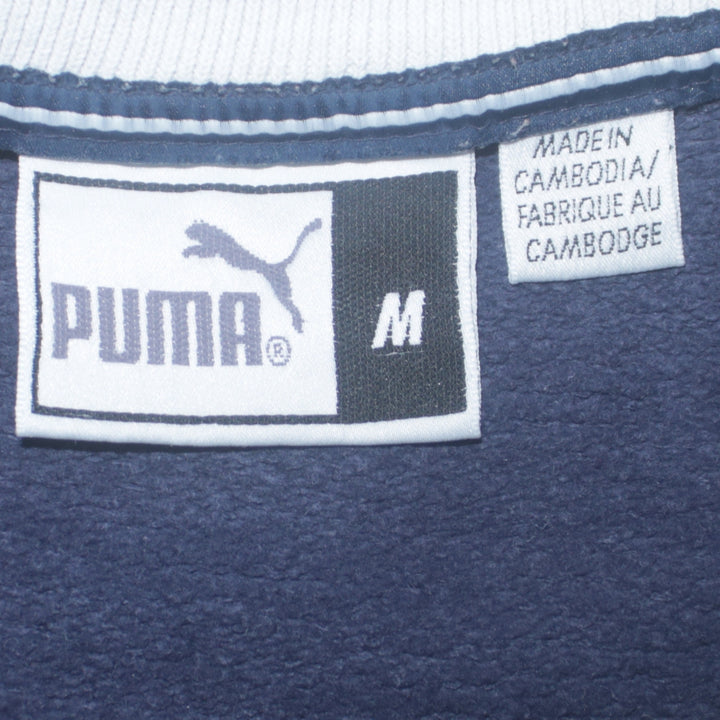 PUMA®
M
MADE IN
CAMBODIA/
FABRIQUE AU
CAMBODGE